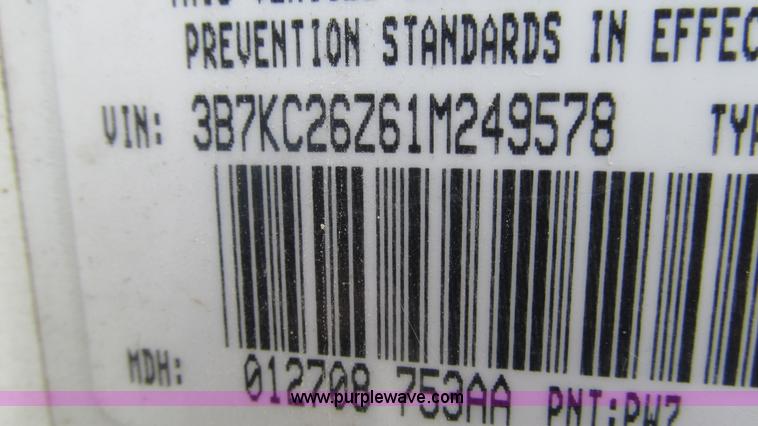 PREVENTION STANDARDS IN EFFEC
VIN: 3B7KC26Z61M249578 TYP
MDH: 012708 753AA PNT:PW7
www.purplewave.com